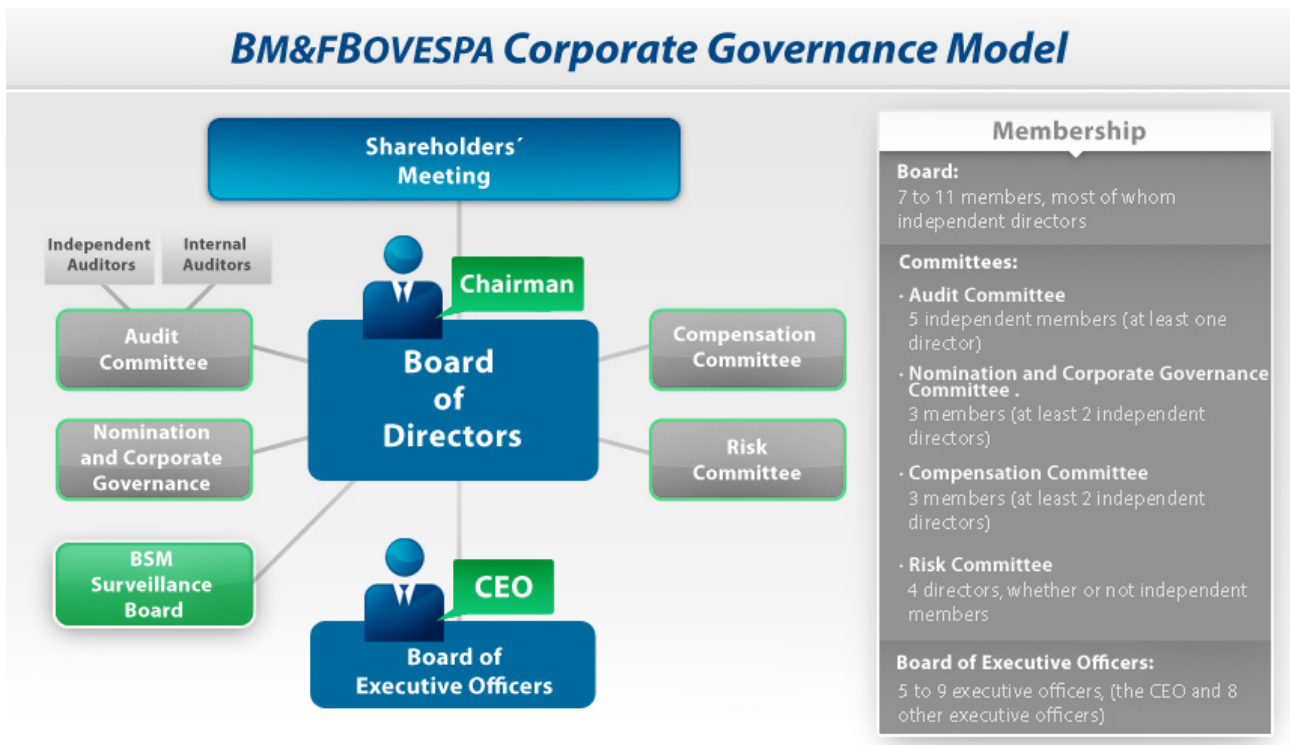 BM&FBOVESPA Corporate Governance Model
Shareholders´
Meeting
Independent
Auditors
Internal
Auditors
Chairman
Audit
Committee
Board
of
Directors
Compensation
Committee
Nomination
and Corporate
Governance
Risk
Committee
BSM
Surveillance
Board
CEO
Board of
Executive Officers
Membership
Board:
7 to 11 members, most of whom
independent directors
Committees:
· Audit Committee
5 independent members (at least one
director)
· Nomination and Corporate Governance
Committee .
3 members (at least 2 independent
directors)
· Compensation Committee
3 members (at least 2 independent
directors)
· Risk Committee
4 directors, whether or not independent
members
Board of Executive Officers:
5 to 9 executive officers, (the CEO and 8
other executive officers)